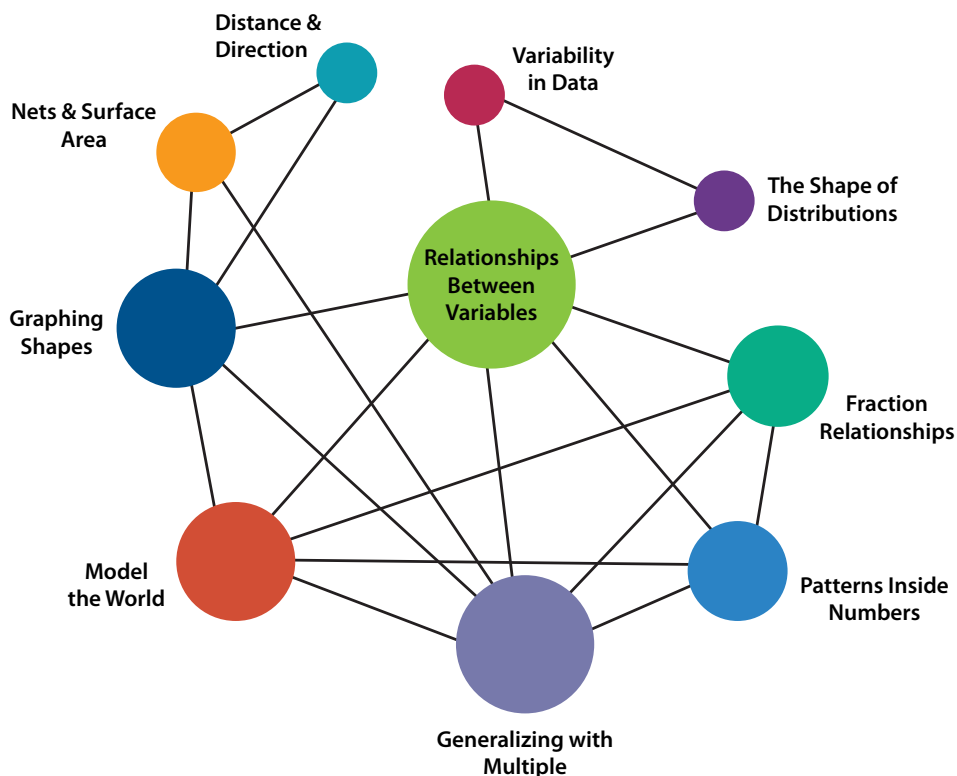 Distance &
Direction
Variability
in Data
Nets & Surface
Area
The Shape of
Distributions
Relationships
Between
Variables
Graphing
Shapes
Fraction
Relationships
Model
the World
Patterns Inside
Numbers
Generalizing with
Multiple